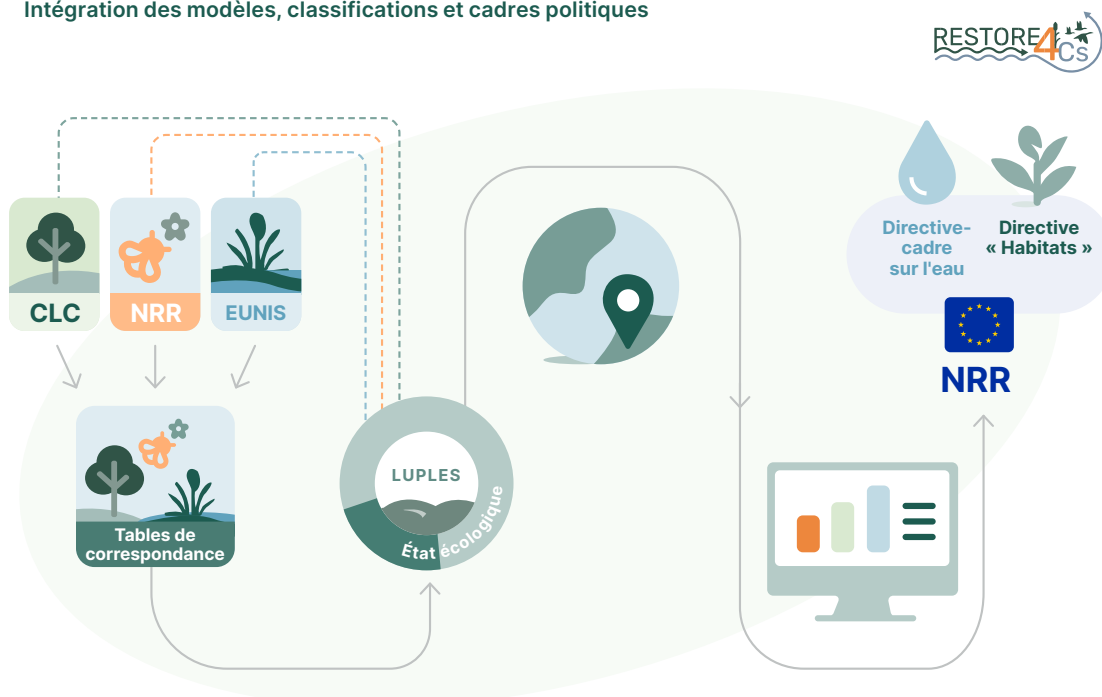 Intégration des modèles, classifications et cadres politiques
RESTORE4Cs
CLC
NRR
EUNIS
Directive-
cadre
sur l'eau
Directive
« Habitats »
NRR
Tables de
correspondance
LUPLES
État écologique